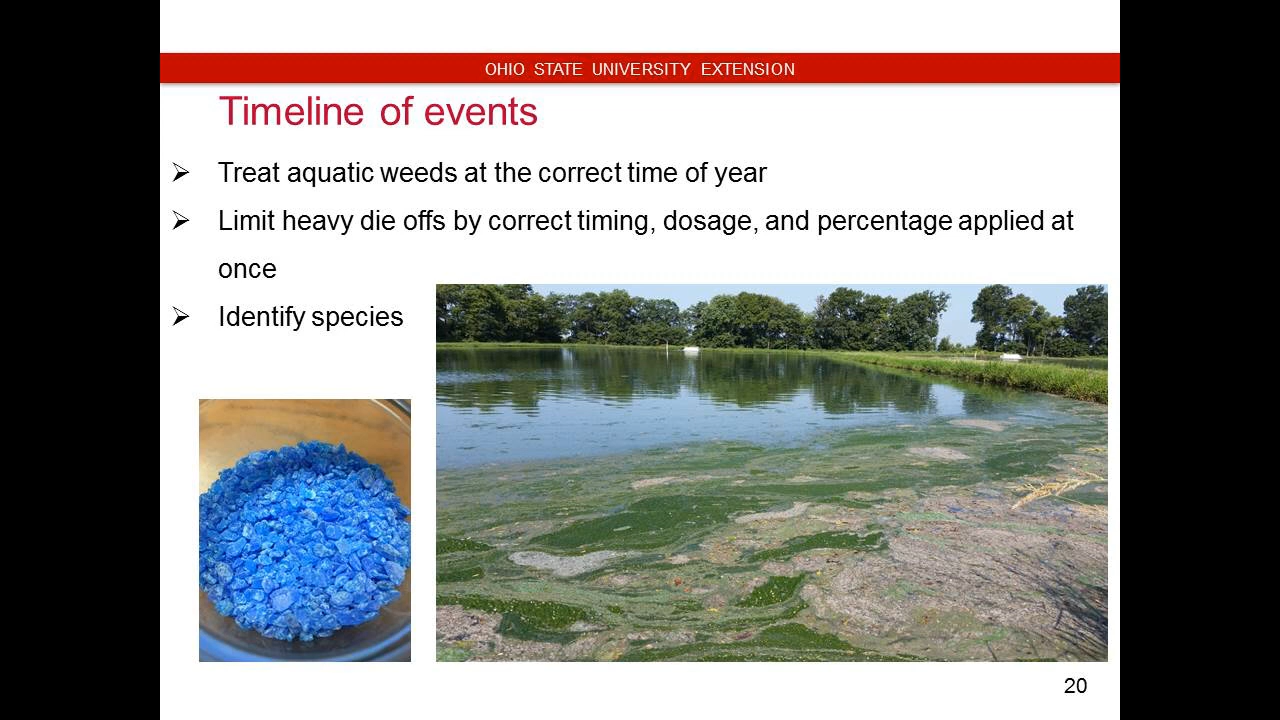 OHIO STATE UNIVERSITY EXTENSION
Timeline of events
➢ Treat aquatic weeds at the correct time of year
➢ Limit heavy die offs by correct timing, dosage, and percentage applied at
once
➢ Identify species
20